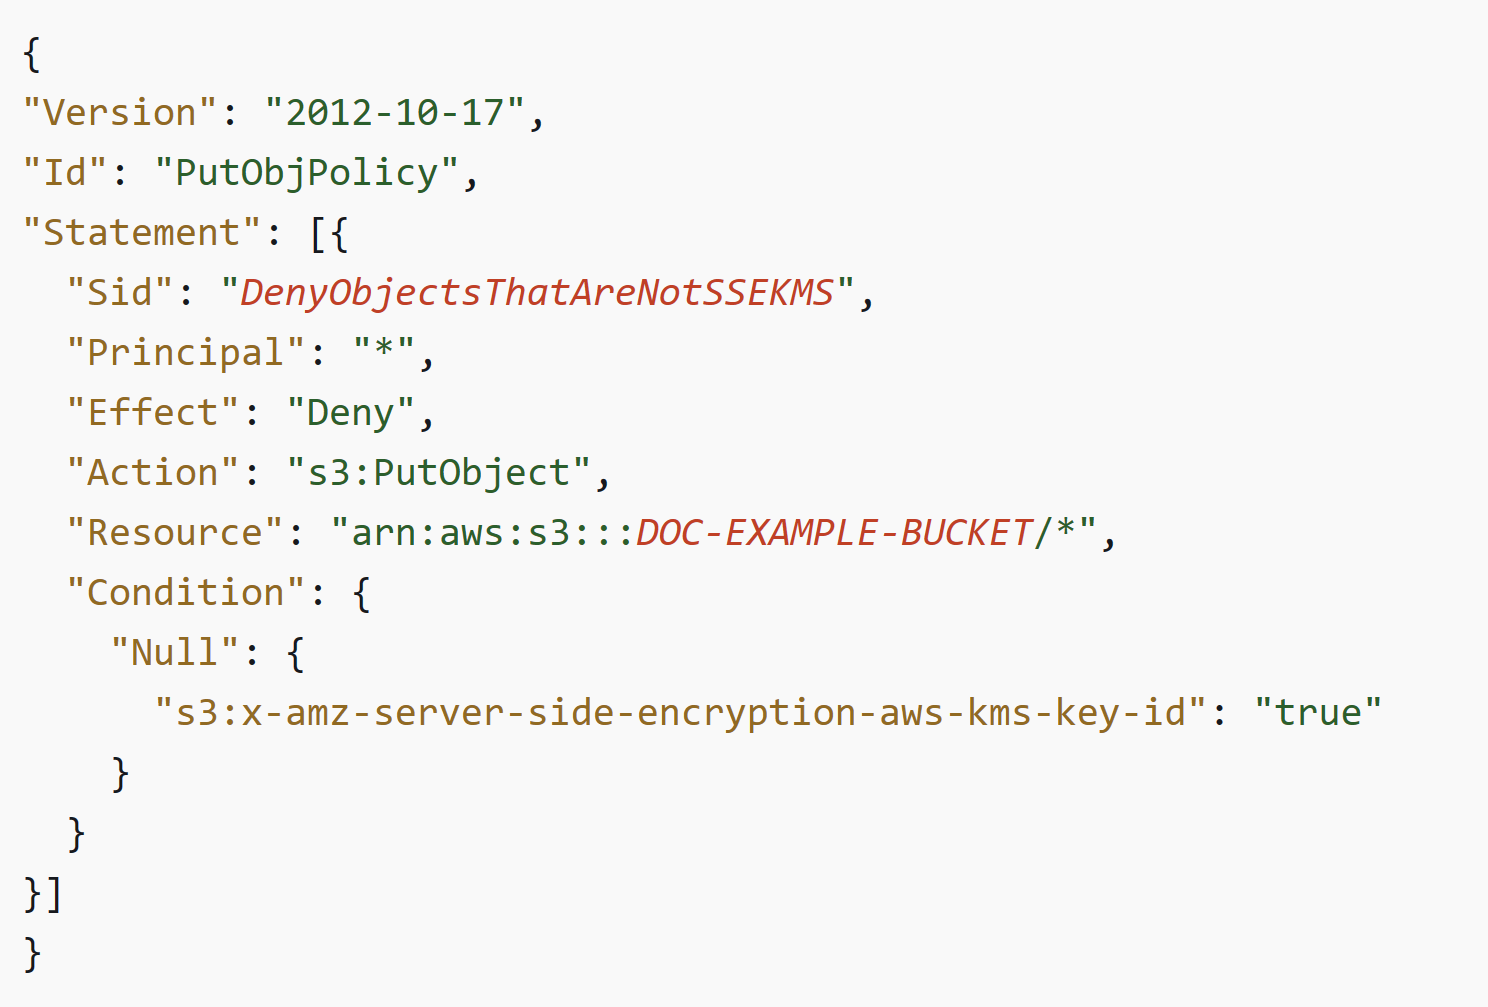 {
"Version": "2012-10-17",
"Id": "PutObjPolicy",
"Statement": [{
  "Sid": "DenyObjectsThatAreNotSSEKMS",
  "Principal": "*",
  "Effect": "Deny",
  "Action": "s3:PutObject",
  "Resource": "arn:aws:s3:::DOC-EXAMPLE-BUCKET/*",
  "Condition": {
    "Null": {
      "s3:x-amz-server-side-encryption-aws-kms-key-id": "true"
    }
  }
}]
}